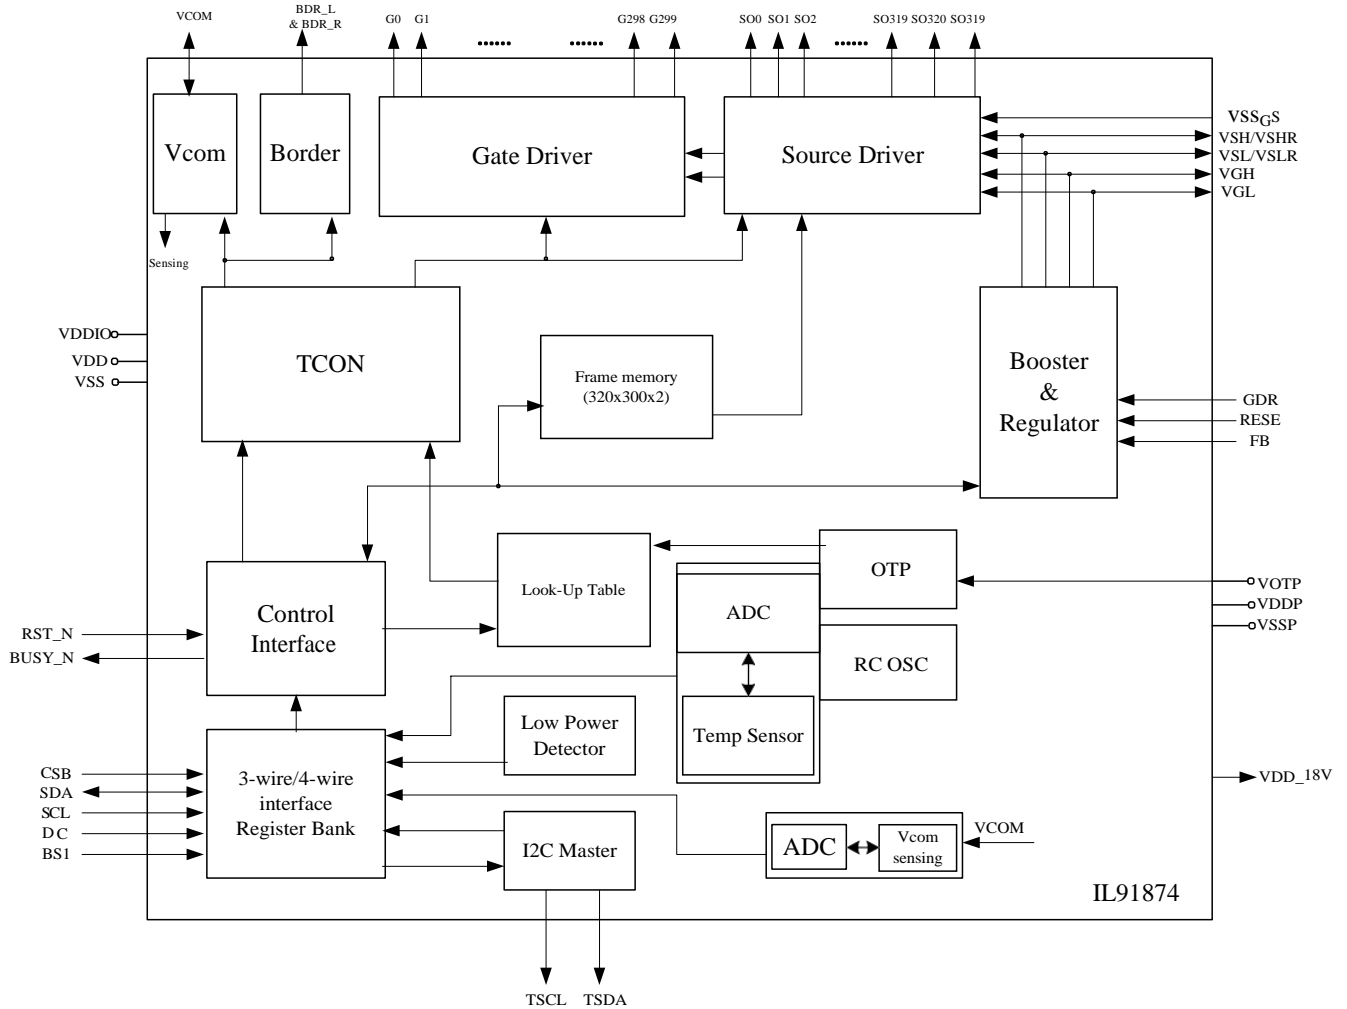 VCOM
BDR_L
& BDR_R
G0
G1
G298
G299
SO0
SO1
SO2
SO319
SO320
SO319
Vcom
Border
Gate Driver
Source Driver
VSSGS
VSH/VSHR
VSL/VSLR
VGH
VGL
Sensing
VDDIO
VDD
VSS
TCON
Frame memory
(320x300x2)
Booster
&
Regulator
GDR
RESE
FB
Look-Up Table
OTP
ADC
RC OSC
Temp Sensor
VOTP
VDDP
VSSP
Control
Interface
RST_N
BUSY_N
Low Power
Detector
3-wire/4-wire
interface
Register Bank
CSB
SDA
SCL
DC
BS1
I2C Master
ADC
Vcom
sensing
VCOM
VDD_18V
IL91874
TSCL
TSDA